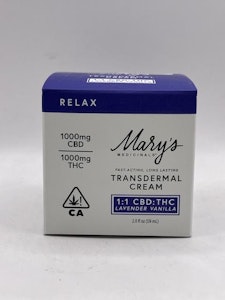 RELAX
1000mg
CBD
1000mg
THC
CA
Mary's
MEDICINALS
FAST-ACTING, LONG LASTING
TRANSDERMAL
CREAM
1:1 CBD:THC
LAVENDER VANILLA